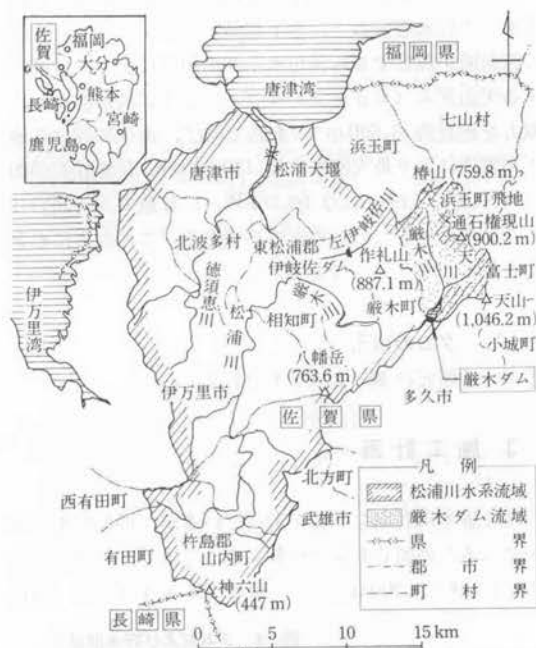 佐賀
福岡
大分
熊本
長崎
宮崎
鹿児島
福岡県
唐津湾
七山村
浜玉町
唐津市
松浦大堰
椿山(759.8m)
浜玉町飛地
通石権現山
(900.2m)
左伊岐佐川
北波多村
東松浦郡
作礼山
(887.1m)
伊岐佐ダム
厳木川
天川
富士町
徳須恵川
松浦川
厳木川
相知町
厳木町
天山
(1,046.2m)
小城町
伊万里湾
八幡岳
(763.6m)
厳木ダム
伊万里市
多久市
佐賀県
北方町
西有田町
武雄市
有田町
杵島郡
山内町
神六山
(447m)
長崎県
凡例
松浦川水系流域
厳木ダム流域
県界
郡市界
町村界
0 5 10 15km